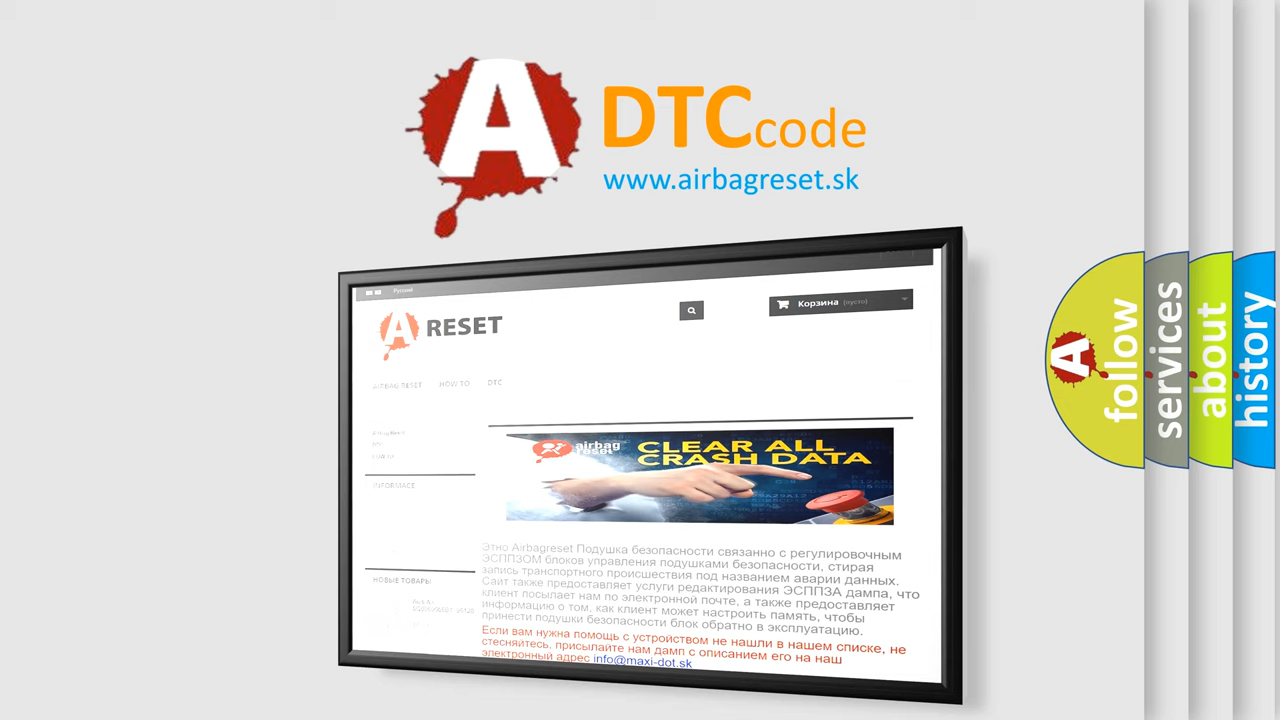 A DTC code
www.airbagreset.sk
Русский
A RESET
Корзина (пусто)
AIRBAG RESET HOW TO DTC
Airbag Reset
DTC
INFORMACE
airbag
reset
CLEAR ALL
CRASH DATA
Этно Airbagreset Подушка безопасности связанно с регулировочным
ЭСППЗОМ блоков управления подушками безопасности, стирая
запись транспортного происшествия под названием аварии данных.
Сайт также предоставляет услуги редактирования ЭСППЗА дампа, что
клиент посылает нам по электронной почте, а также предоставляет
информацию о том, как клиент может настроить память, чтобы
принести подушки безопасности блок обратно в эксплуатацию.
Если вам нужна помощь с устройством не нашли в нашем списке, не
стесняйтесь, присылайте нам дамп с описанием его на наш
электронный адрес info@maxi-dot.sk
НОВЫЕ ТОВАРЫ
A follow
services
about
history